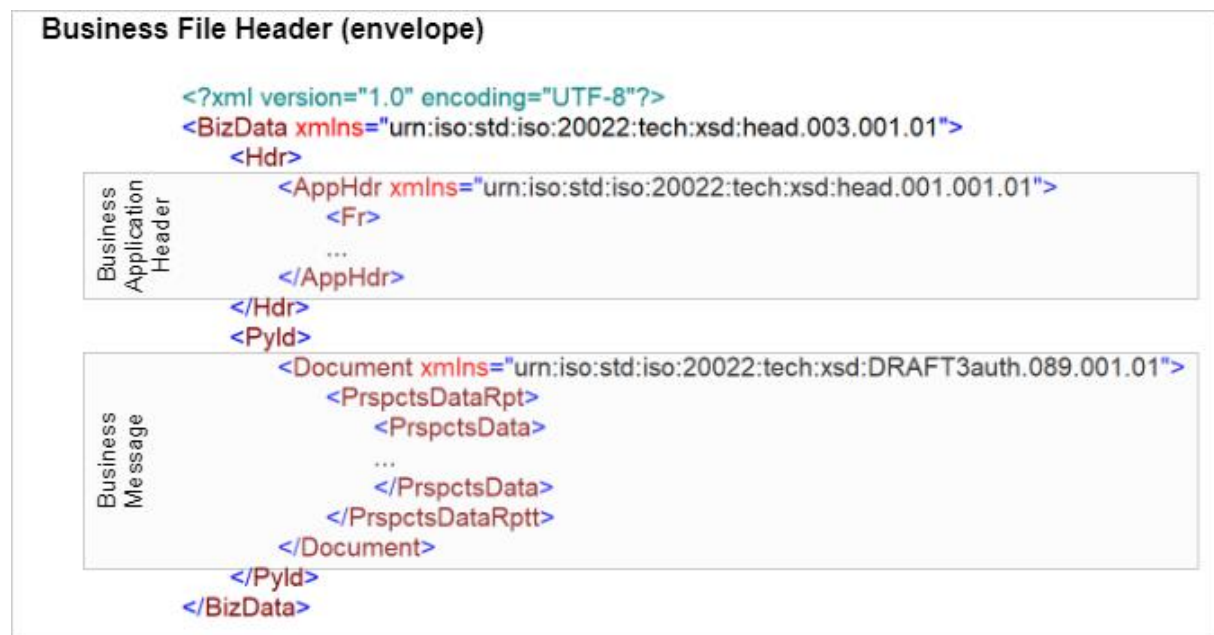 Business File Header (envelope)
<?xml version="1.0" encoding="UTF-8"?>
<BizData xmlns="urn:iso:std:iso:20022:tech:xsd:head.003.001.01">
<Hdr>
Business
Application
Header
<AppHdr xmlns="urn:iso:std:iso:20022:tech:xsd:head.001.001.01">
<Fr>
...
</AppHdr>
</Hdr>
<Pyld>
Business
Message
<Document xmlns="urn:iso:std:iso:20022:tech:xsd:DRAFT3auth.089.001.01">
<PrspctsDataRpt>
<PrspctsData>
...
</PrspctsData>
</PrspctsDataRptt>
</Document>
</Pyld>
</BizData>